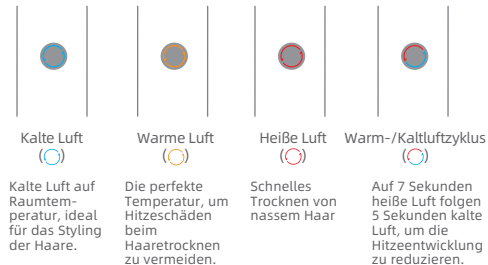 Kalte Luft
Warme Luft
Heiße Luft
Warm-/Kaltluftzyklus
Kalte Luft auf
Raumtem-
peratur, ideal
für das Styling
der Haare.
Die perfekte
Temperatur, um
Hitzeschäden
beim
Haaretrocknen
zu vermeiden.
Schnelles
Trocknen von
nassem Haar
Auf 7 Sekunden
heiße Luft folgen
5 Sekunden kalte
Luft, um die
Hitzeentwicklung
zu reduzieren.